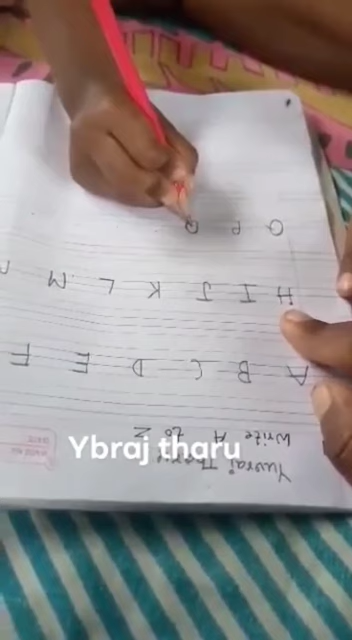 Yuvraj Tharu
Write A to Z
A B C D E F
H I J K L M
O P Q
Ybraj tharu